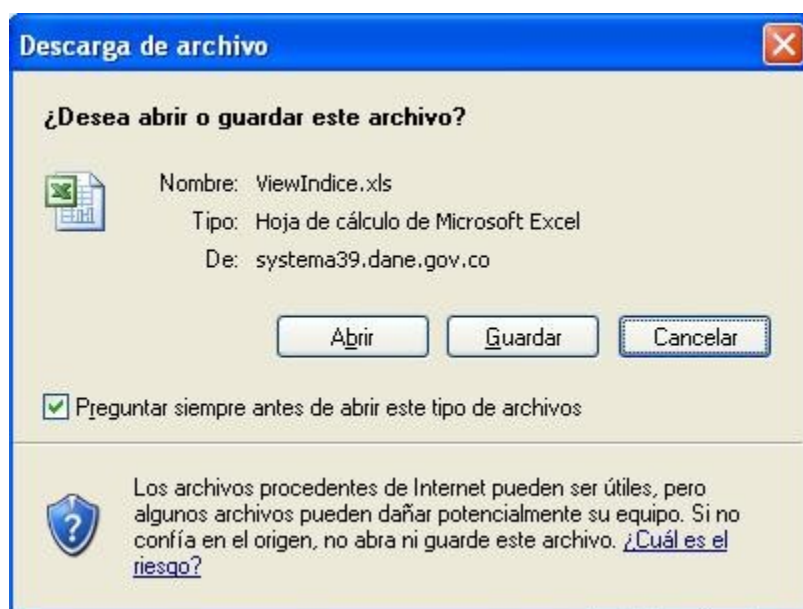 Descarga de archivo
¿Desea abrir o guardar este archivo?
Nombre: ViewIndice.xls
Tipo: Hoja de cálculo de Microsoft Excel
De: systema39.dane.gov.co
Abrir Guardar Cancelar
Preguntar siempre antes de abrir este tipo de archivos
Los archivos procedentes de Internet pueden ser útiles, pero
algunos archivos pueden dañar potencialmente su equipo. Si no
confía en el origen, no abra ni guarde este archivo. ¿Cuál es el
riesgo?